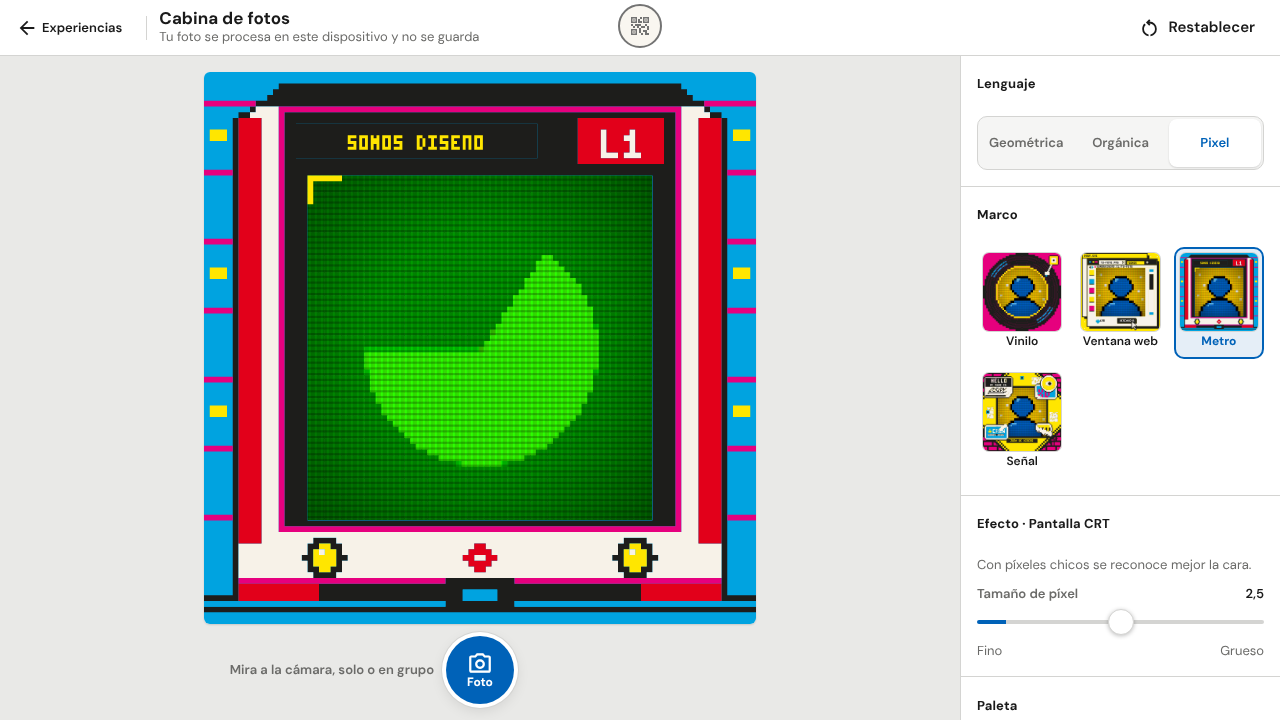 Experiencias
Cabina de fotos
Tu foto se procesa en este dispositivo y no se guarda
Restablecer
SOMOS DISENO
L1
Mira a la cámara, solo o en grupo
Foto
Lenguaje
Geométrica
Orgánica
Pixel
Marco
Vinilo
Ventana web
Metro
Señal
Efecto · Pantalla CRT
Con píxeles chicos se reconoce mejor la cara.
Tamaño de píxel
2,5
Fino
Grueso
Paleta